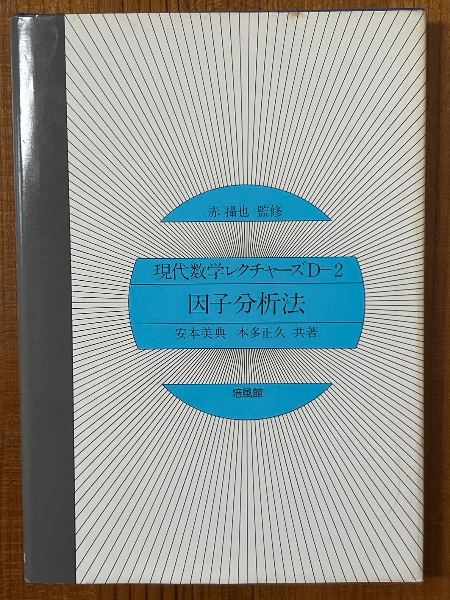 赤 攝也 監修
現代数学レクチャーズD-2
因子分析法
安本美典 本多正久 共著
培風館